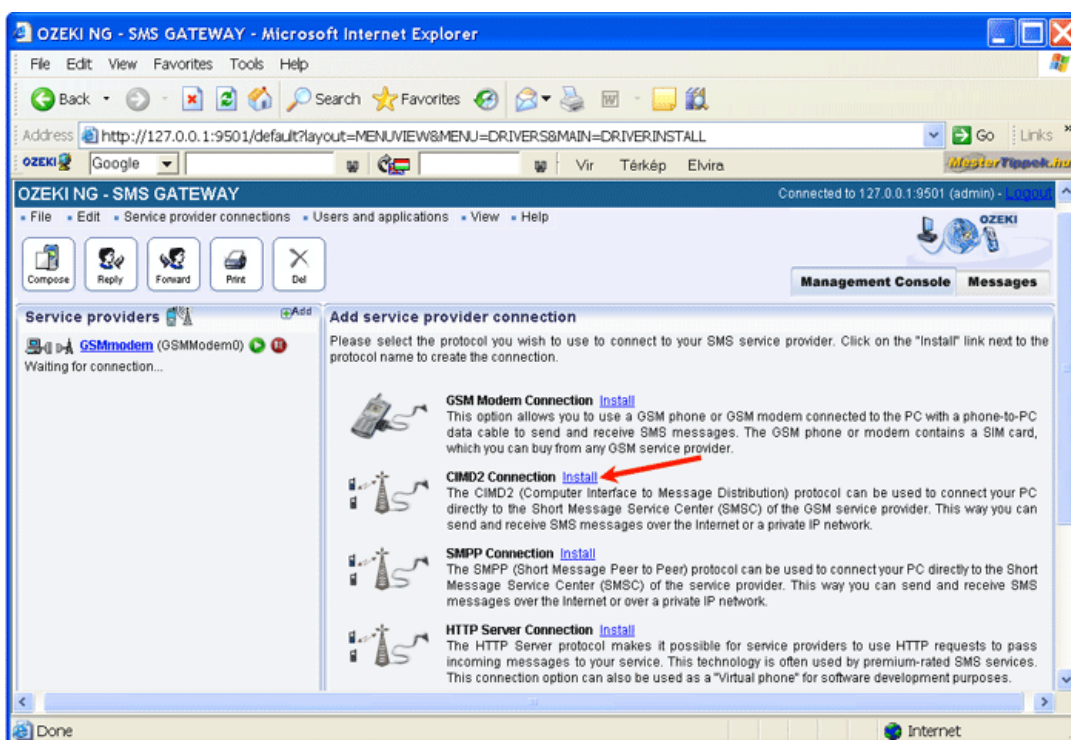 OZEKI NG - SMS GATEWAY - Microsoft Internet Explorer
File Edit View Favorites Tools Help
Back Search Favorites
Address http://127.0.0.1:9501/default?layout=MENUVIEW&MENU=DRIVERS&MAIN=DRIVERINSTALL Go Links »
OZEKI Google Vir Térkép Elvira MesterTippek.hu
OZEKI NG - SMS GATEWAY Connected to 127.0.0.1:9501 (admin) - Logout
File Edit Service provider connections Users and applications View Help
OZEKI
Compose Reply Forward Print Del
Management Console Messages
Service providers Add
GSMmodem (GSMModem0)
Waiting for connection...
Add service provider connection
Please select the protocol you wish to use to connect to your SMS service provider. Click on the "Install" link next to the
protocol name to create the connection.
GSM Modem Connection Install
This option allows you to use a GSM phone or GSM modem connected to the PC with a phone-to-PC
data cable to send and receive SMS messages. The GSM phone or modem contains a SIM card,
which you can buy from any GSM service provider.
CIMD2 Connection Install
The CIMD2 (Computer Interface to Message Distribution) protocol can be used to connect your PC
directly to the Short Message Service Center (SMSC) of the GSM service provider. This way you can
send and receive SMS messages over the Internet or a private IP network.
SMPP Connection Install
The SMPP (Short Message Peer to Peer) protocol can be used to connect your PC directly to the Short
Message Service Center (SMSC) of the service provider. This way you can send and receive SMS
messages over the Internet or over a private IP network.
HTTP Server Connection Install
The HTTP Server protocol makes it possible for service providers to use HTTP requests to pass
incoming messages to your service. This technology is often used by premium-rated SMS services.
This connection option can also be used as a "Virtual phone" for software development purposes.
Done Internet